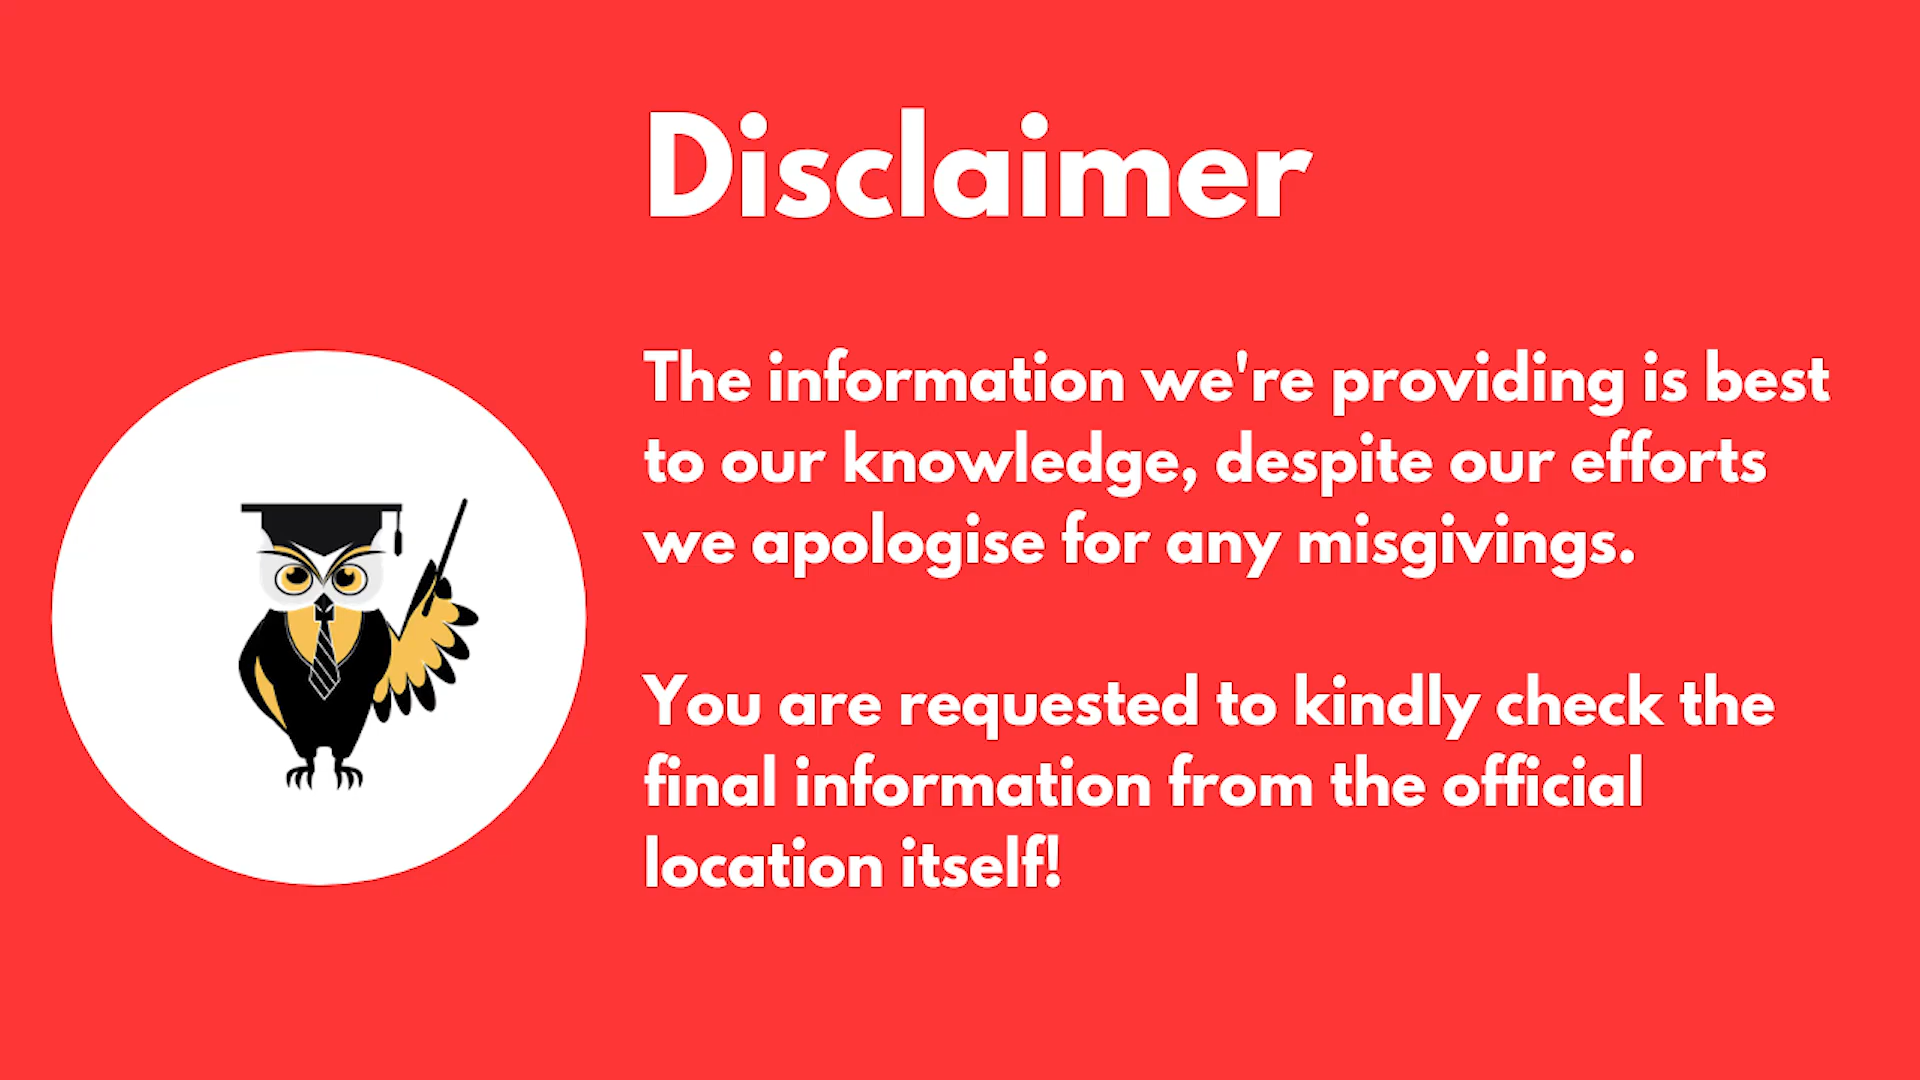 Disclaimer
The information we're providing is best
to our knowledge, despite our efforts
we apologise for any misgivings.
You are requested to kindly check the
final information from the official
location itself!